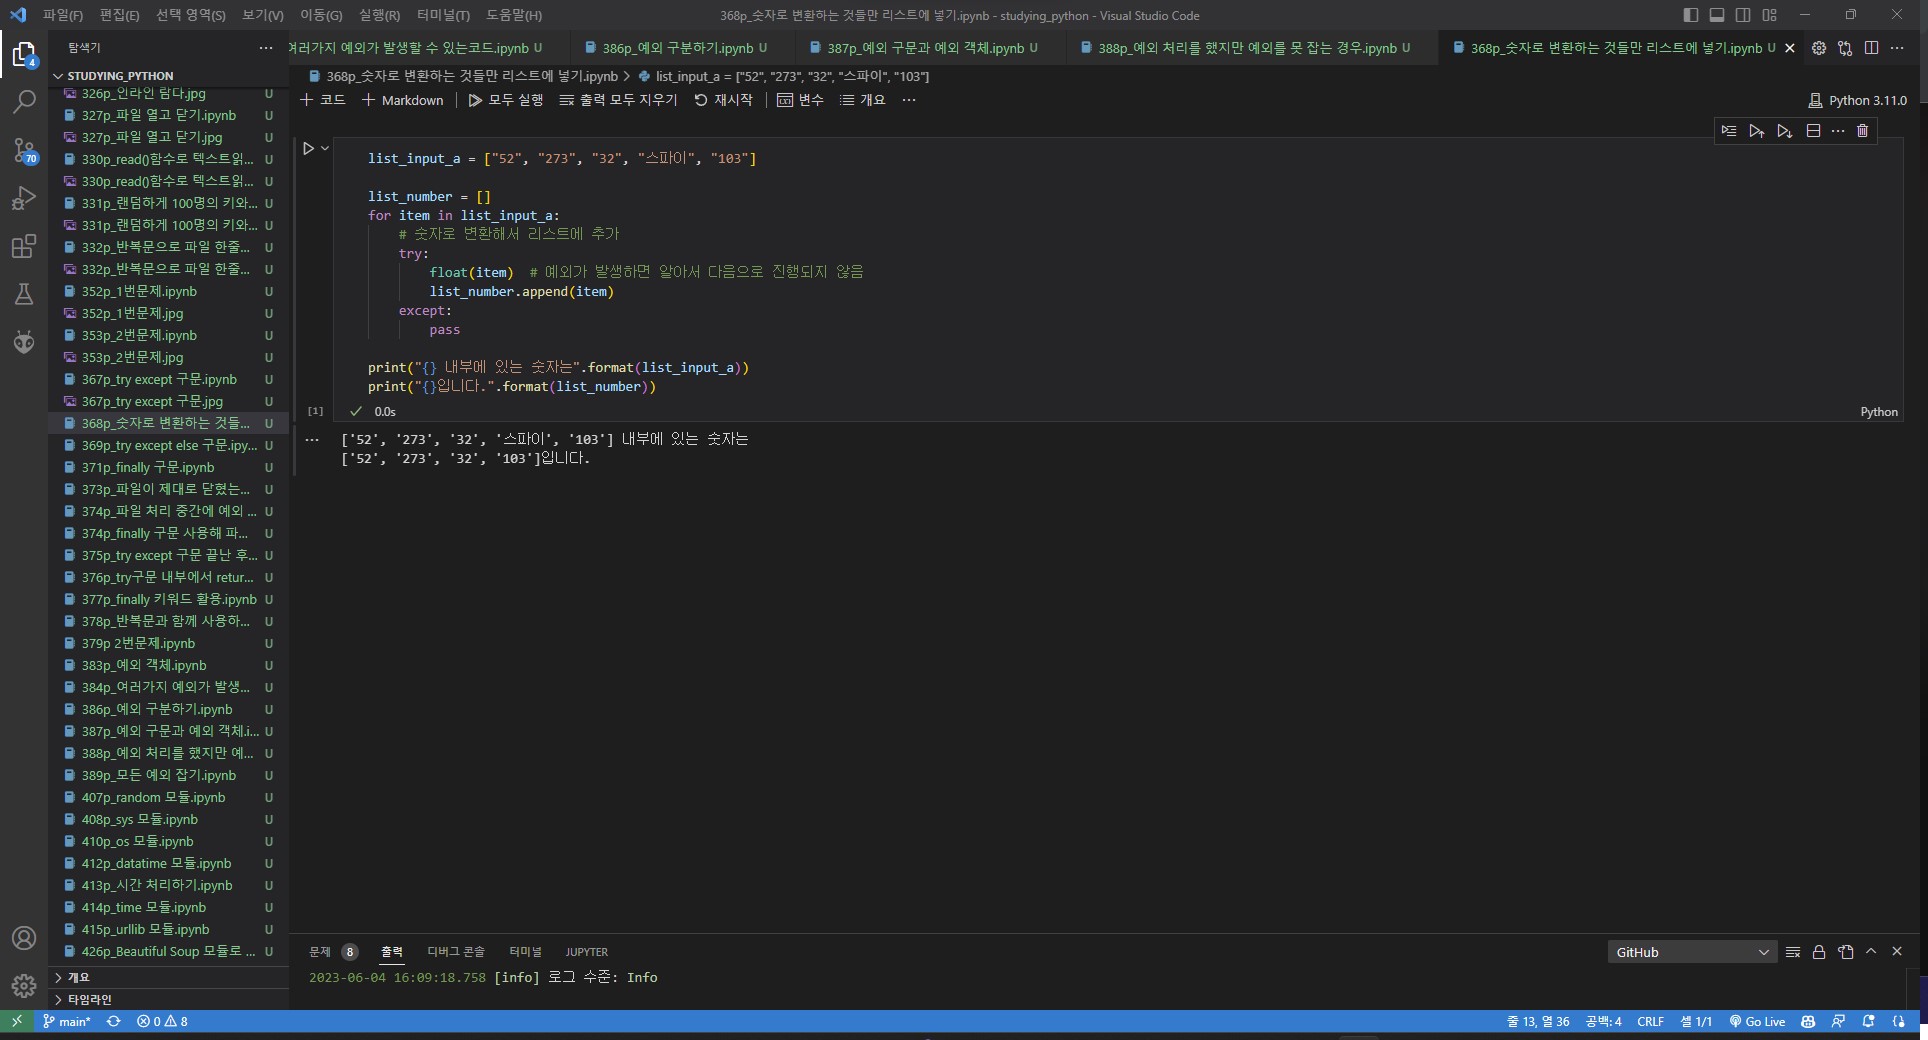 파일(F) 편집(E) 선택 영역(S) 보기(V) 이동(G) 실행(R) 터미널(T) 도움말(H)
368p_숫자로 변환하는 것들만 리스트에 넣기.ipynb - studying_python - Visual Studio Code
탐색기
STUDYING_PYTHON
326p_인라인 람다.jpg U
327p_파일 열고 닫기.ipynb U
327p_파일 열고 닫기.jpg U
330p_read()함수로 텍스트읽... U
330p_read()함수로 텍스트읽... U
331p_랜덤하게 100명의 키와... U
331p_랜덤하게 100명의 키와... U
332p_반복문으로 파일 한줄... U
332p_반복문으로 파일 한줄... U
352p_1번문제.ipynb U
352p_1번문제.jpg U
353p_2번문제.ipynb U
353p_2번문제.jpg U
367p_try except 구문.ipynb U
367p_try except 구문.jpg U
368p_숫자로 변환하는 것들... U
369p_try except else 구문.ipy... U
371p_finally 구문.ipynb U
373p_파일이 제대로 닫혔는... U
374p_파일 처리 중간에 예외 ... U
374p_finally 구문 사용해 파... U
375p_try except 구문 끝난 후... U
376p_try구문 내부에서 retur... U
377p_finally 키워드 활용.ipynb U
378p_반복문과 함께 사용하... U
379p 2번문제.ipynb U
383p_예외 객체.ipynb U
384p_여러가지 예외가 발생... U
386p_예외 구분하기.ipynb U
387p_예외 구문과 예외 객체.i... U
388p_예외 처리를 했지만 예... U
389p_모든 예외 잡기.ipynb U
407p_random 모듈.ipynb U
408p_sys 모듈.ipynb U
410p_os 모듈.ipynb U
412p_datatime 모듈.ipynb U
413p_시간 처리하기.ipynb U
414p_time 모듈.ipynb U
415p_urllib 모듈.ipynb U
426p_Beautiful Soup 모듈로 ... U
개요
타임라인
4
70
여러가지 예외가 발생할 수 있는코드.ipynb U 386p_예외 구분하기.ipynb U 387p_예외 구문과 예외 객체.ipynb U 388p_예외 처리를 했지만 예외를 못 잡는 경우.ipynb U 368p_숫자로 변환하는 것들만 리스트에 넣기.ipynb U
368p_숫자로 변환하는 것들만 리스트에 넣기.ipynb > list_input_a = ["52", "273", "32", "스파이", "103"]
+ 코드 + Markdown 모두 실행 출력 모두 지우기 재시작 변수 개요 ... Python 3.11.0
list_input_a = ["52", "273", "32", "스파이", "103"]
list_number = []
for item in list_input_a:
# 숫자로 변환해서 리스트에 추가
try:
float(item) # 예외가 발생하면 알아서 다음으로 진행되지 않음
list_number.append(item)
except:
pass
print("{} 내부에 있는 숫자는".format(list_input_a))
print("{}입니다.".format(list_number))
[1] 0.0s Python
['52', '273', '32', '스파이', '103'] 내부에 있는 숫자는
['52', '273', '32', '103']입니다.
문제 8 출력 디버그 콘솔 터미널 JUPYTER GitHub
2023-06-04 16:09:18.758 [info] 로그 수준: Info
main* 0 8 줄 13, 열 36 공백: 4 CRLF 셀 1/1 Go Live